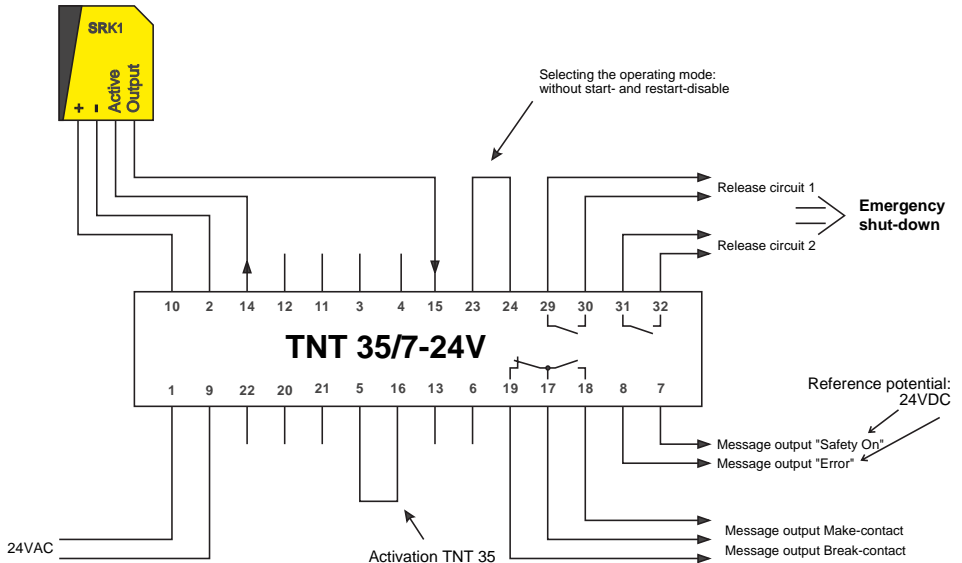 SRK1
+
-
Active
Output
Selecting the operating mode:
without start- and restart-disable
Release circuit 1
Emergency
shut-down
Release circuit 2
10 2 14 12 11 3 4 15 23 24 29 30 31 32
TNT 35/7-24V
1 9 22 20 21 5 16 13 6 19 17 18 8 7
Reference potential:
24VDC
Message output "Safety On"
Message output "Error"
Message output Make-contact
Message output Break-contact
24VAC
Activation TNT 35